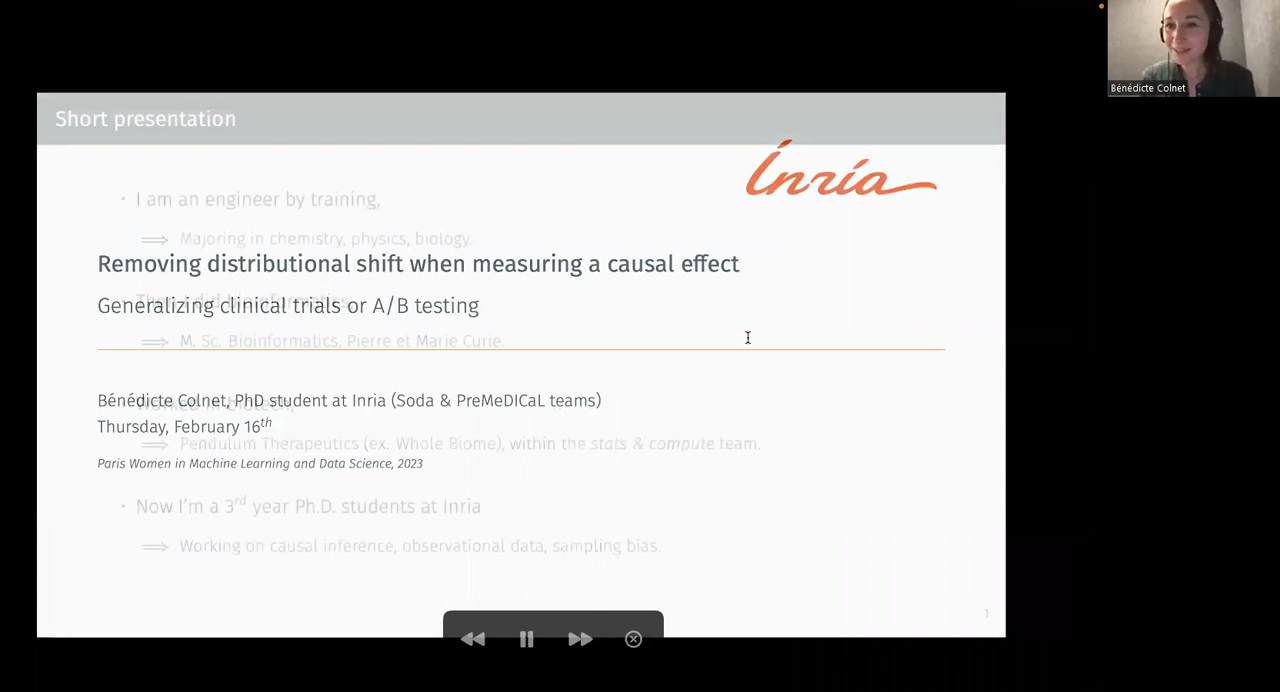 Bénédicte Colnet
Short presentation
Inria
· I am an engineer by training,
⟹ Majoring in chemistry, physics, biology.
Removing distributional shift when measuring a causal effect
Then I did bioinformatics,
Generalizing clinical trials or A/B testing
⟹ M. Sc. Bioinformatics, Pierre et Marie Curie.
Bénédicte Colnet, PhD student at Inria (Soda & PreMeDICaL teams)
Thursday, February 16th
⟹ Pendulum Therapeutics (ex. Whole Biome), within the stats & compute team.
Paris Women in Machine Learning and Data Science, 2023
· Now I'm a 3rd year Ph.D. students at Inria
⟹ Working on causal inference, observational data, sampling bias.
1